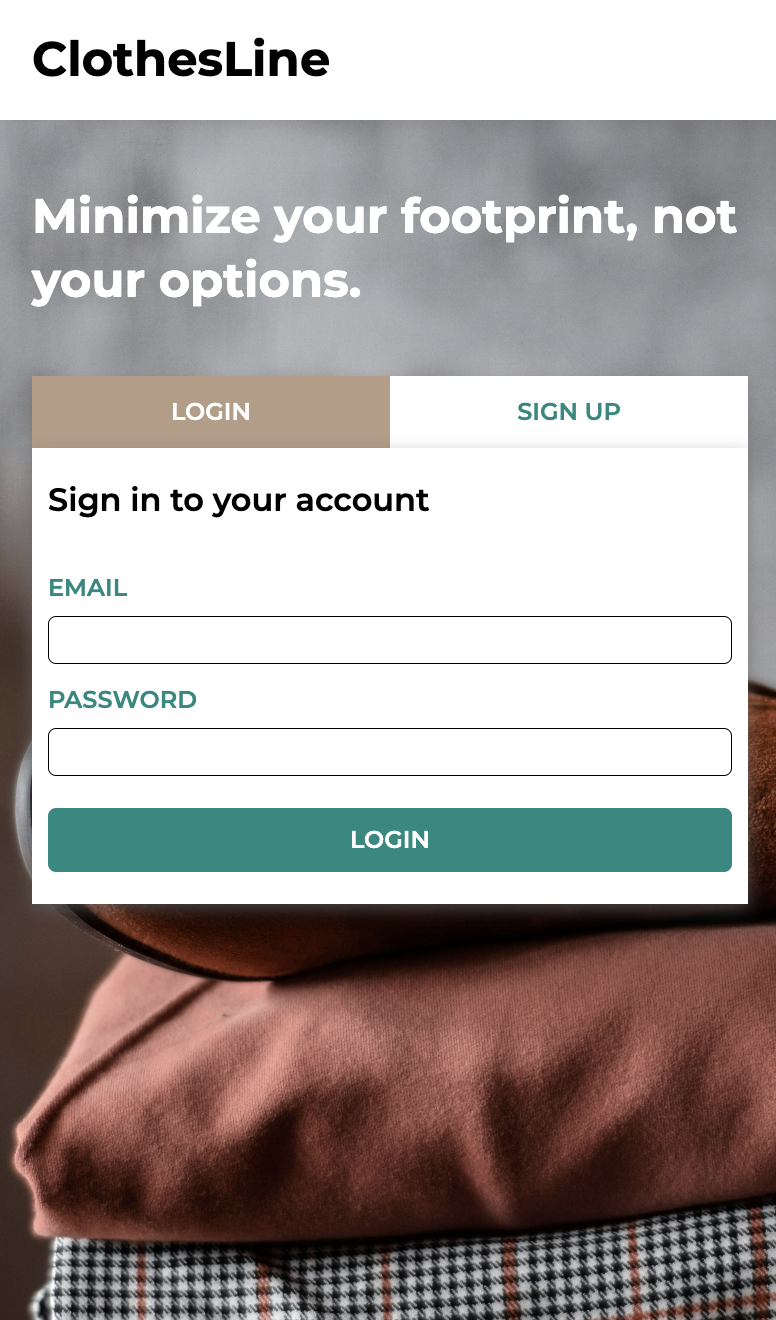 ClothesLine
Minimize your footprint, not
your options.
LOGIN
SIGN UP
Sign in to your account
EMAIL
PASSWORD
LOGIN